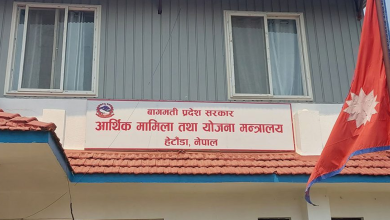 बागमती प्रदेश सरकार
आर्थिक मामिला तथा योजना मन्त्रालय
हेटौंडा, नेपाल